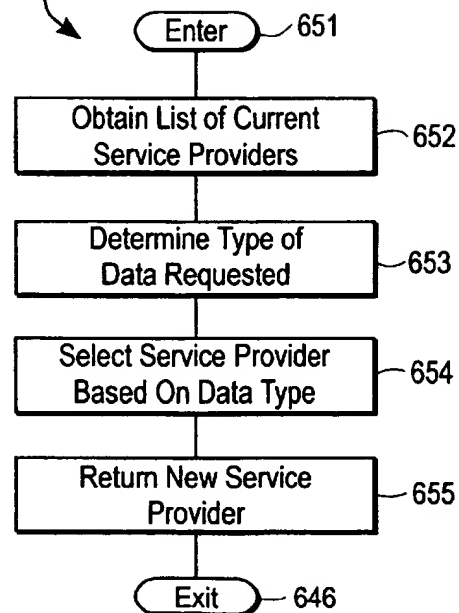 Enter 651
Obtain List of Current
Service Providers 652
Determine Type of
Data Requested 653
Select Service Provider
Based On Data Type 654
Return New Service
Provider 655
Exit 646